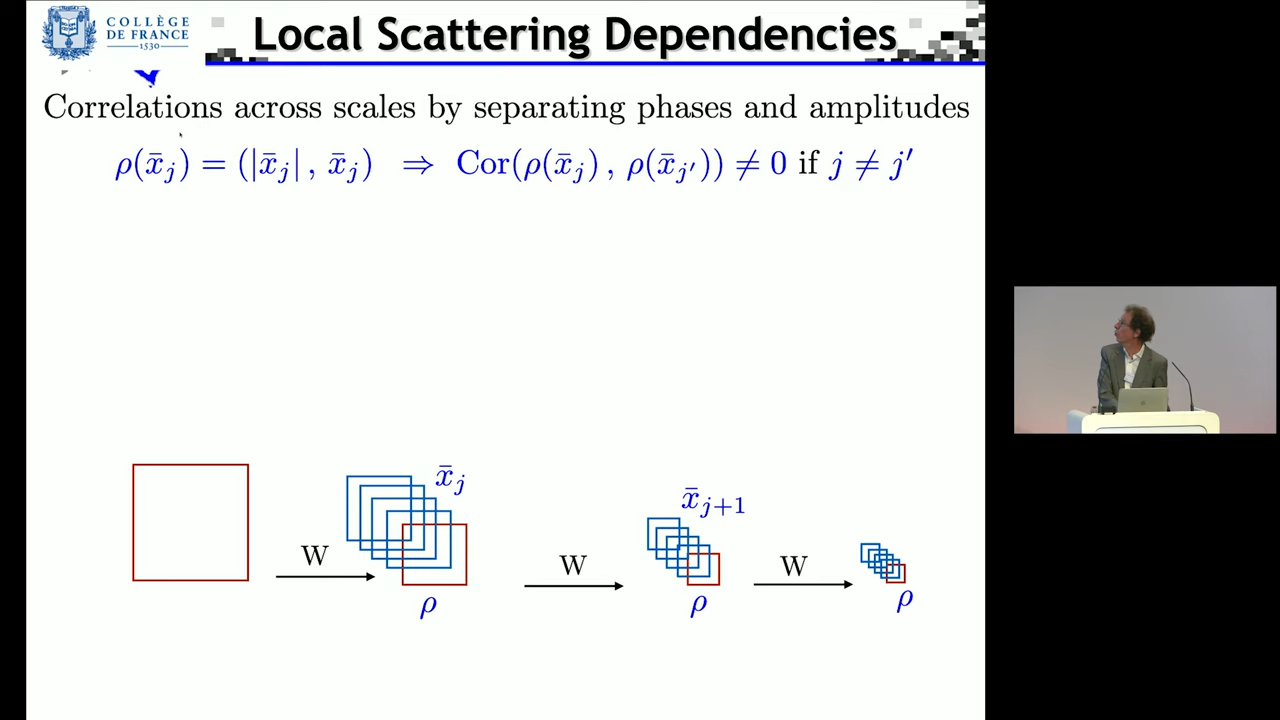 COLLÈGE
DE FRANCE
1530
Local Scattering Dependencies
Correlations across scales by separating phases and amplitudes
ρ(x̄_j) = (|x̄_j| , x̄_j) ⇒ Cor(ρ(x̄_j) , ρ(x̄_{j′})) ≠ 0 if j ≠ j′
x̄_j
x̄_{j+1}
W
W
W
ρ
ρ
ρ